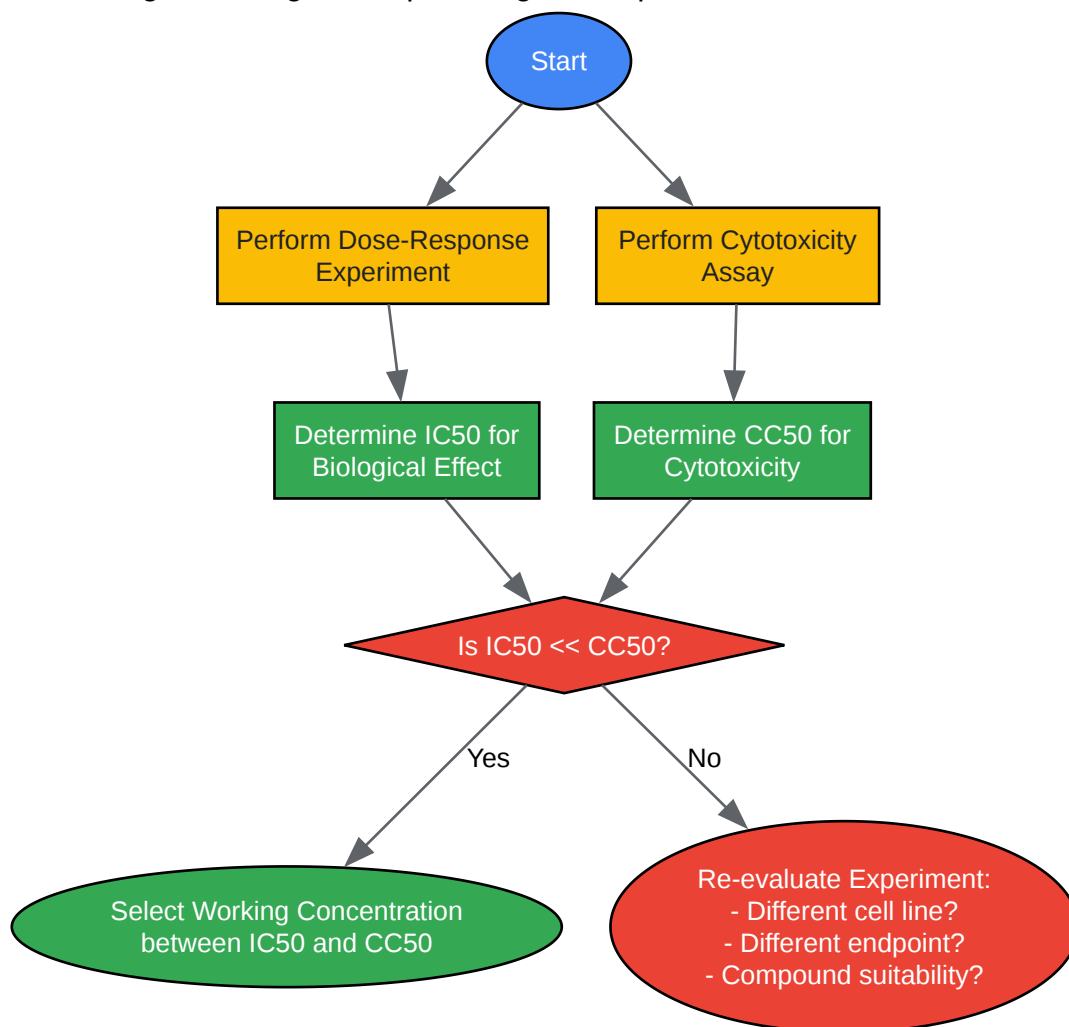 Start
Perform Dose-Response
Experiment
Perform Cytotoxicity
Assay
Determine IC50 for
Biological Effect
Determine CC50 for
Cytotoxicity
Is IC50 << CC50?
Yes
No
Select Working Concentration
between IC50 and CC50
Re-evaluate Experiment:
- Different cell line?
- Different endpoint?
- Compound suitability?